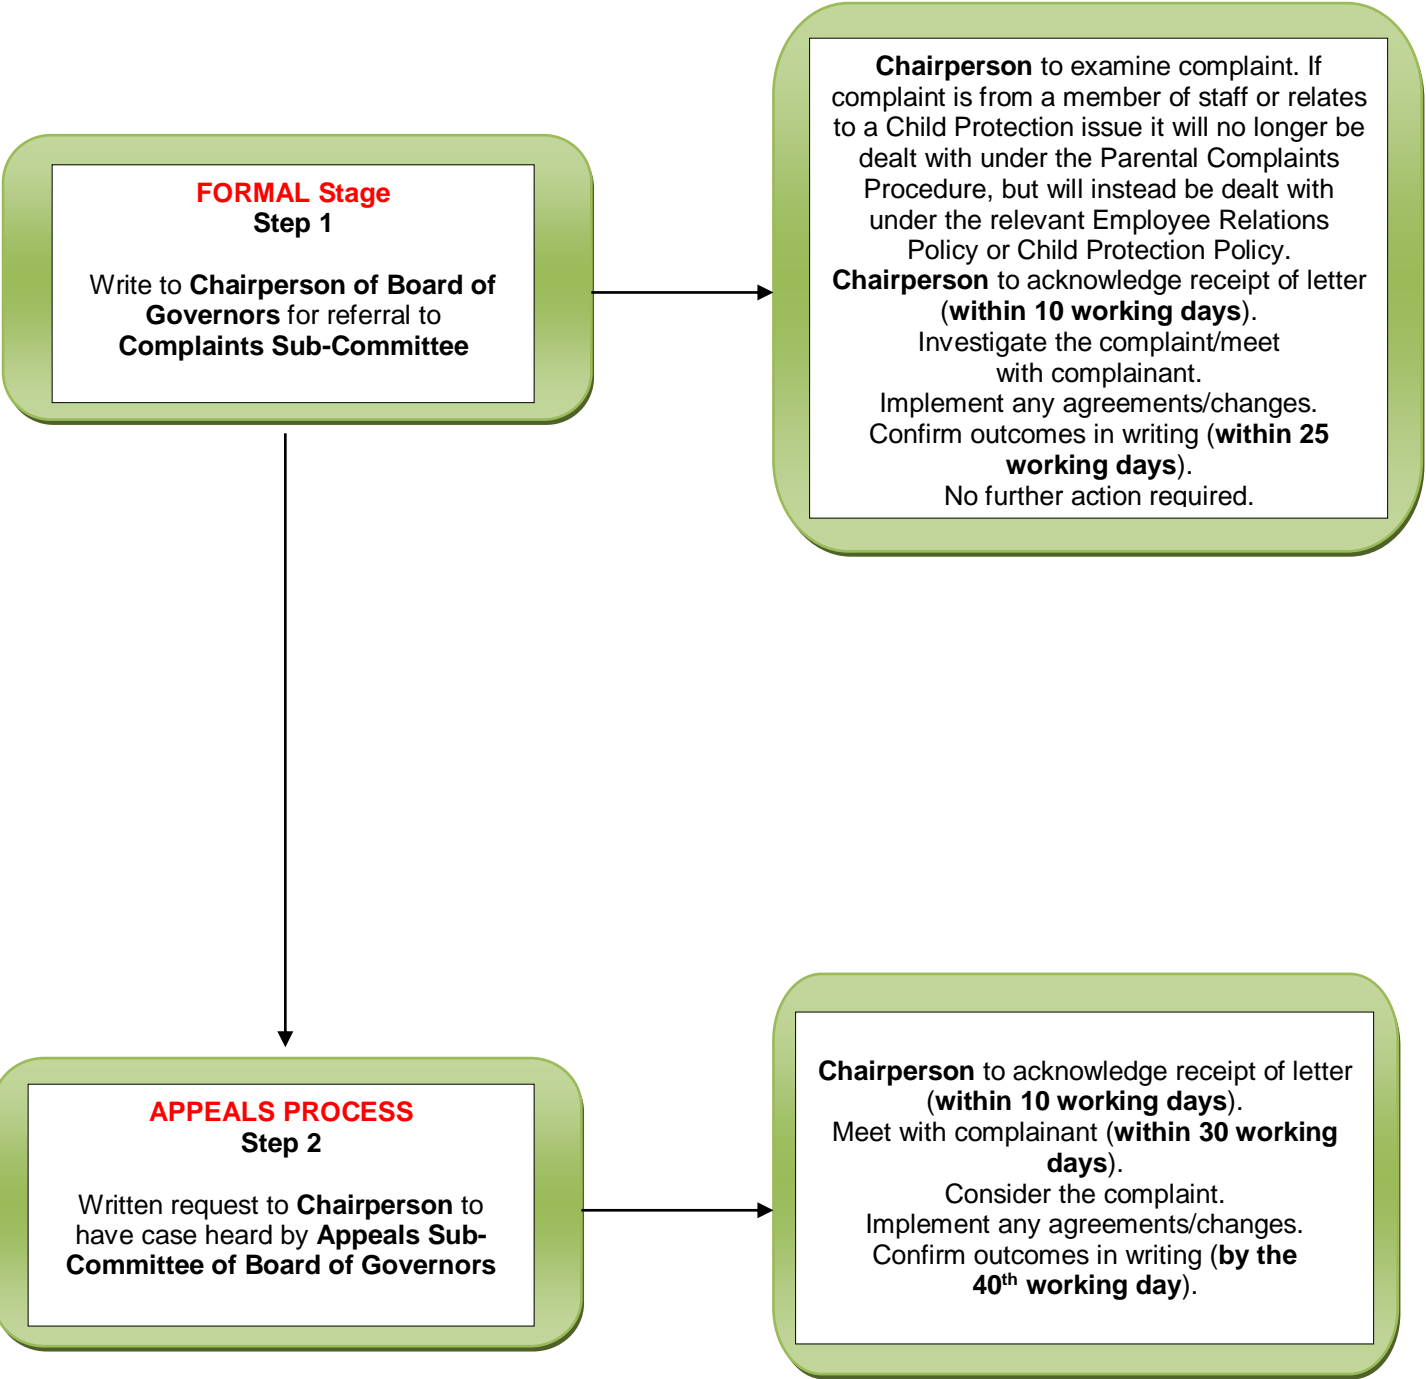 FORMAL Stage
Step 1
Write to Chairperson of Board of
Governors for referral to
Complaints Sub-Committee
Chairperson to examine complaint. If
complaint is from a member of staff or relates
to a Child Protection issue it will no longer be
dealt with under the Parental Complaints
Procedure, but will instead be dealt with
under the relevant Employee Relations
Policy or Child Protection Policy.
Chairperson to acknowledge receipt of letter
(within 10 working days).
Investigate the complaint/meet
with complainant.
Implement any agreements/changes.
Confirm outcomes in writing (within 25
working days).
No further action required.
APPEALS PROCESS
Step 2
Written request to Chairperson to
have case heard by Appeals Sub-
Committee of Board of Governors
Chairperson to acknowledge receipt of letter
(within 10 working days).
Meet with complainant (within 30 working
days).
Consider the complaint.
Implement any agreements/changes.
Confirm outcomes in writing (by the
40th working day).